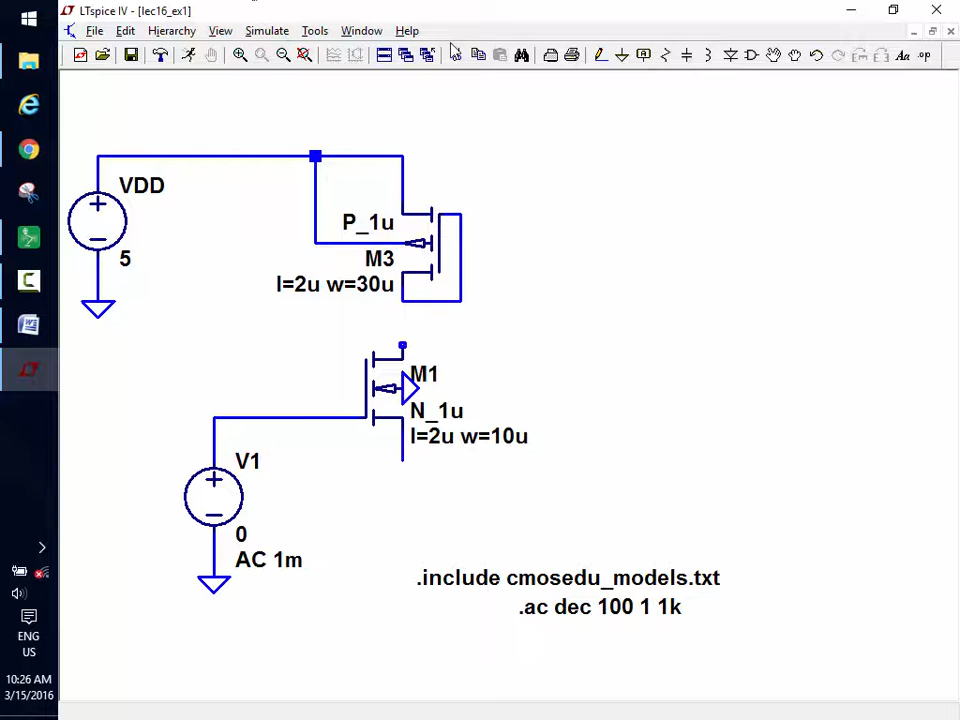 LTspice IV - [lec16_ex1]
File Edit Hierarchy View Simulate Tools Window Help
Aa .op
VDD
5
P_1u
M3
l=2u w=30u
M1
N_1u
l=2u w=10u
V1
0
AC 1m
.include cmosedu_models.txt
.ac dec 100 1 1k
ENG
US
10:26 AM
3/15/2016